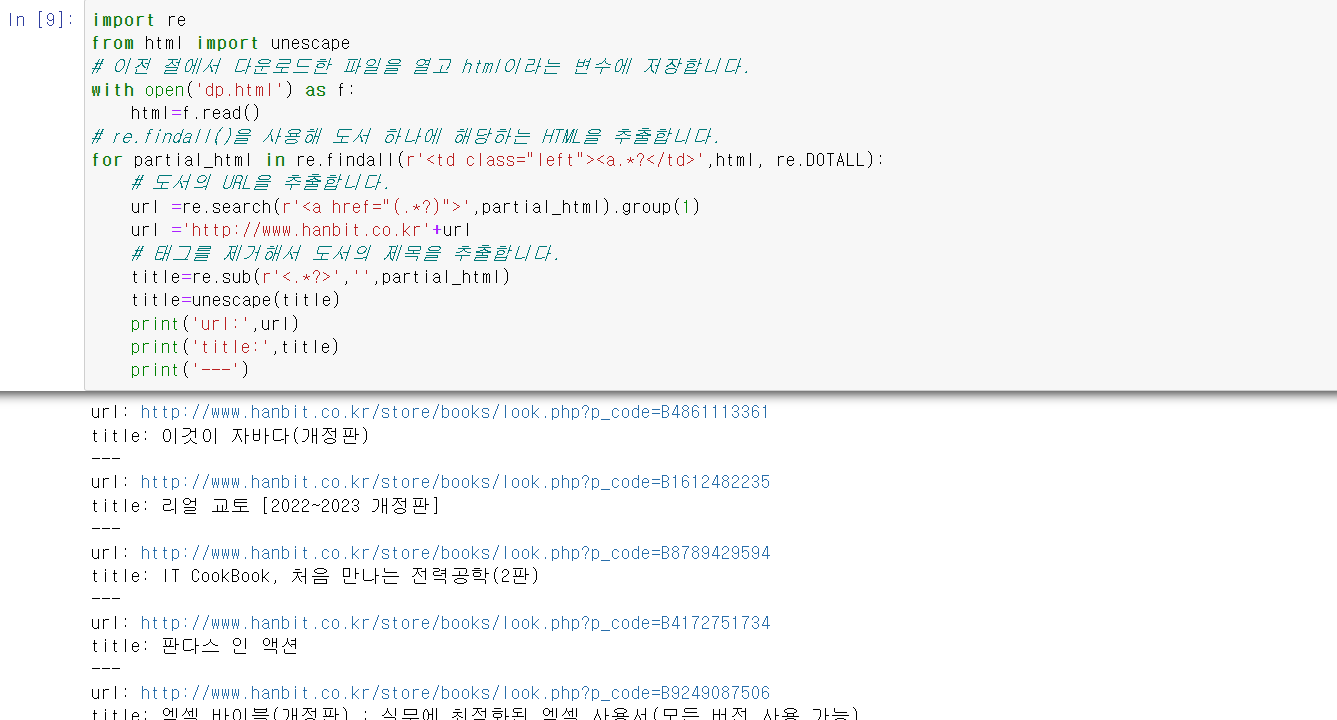 In [9]: import re
from html import unescape
# 이전 절에서 다운로드한 파일을 열고 html이라는 변수에 저장합니다.
with open('dp.html') as f:
    html=f.read()
# re.findall()을 사용해 도서 하나에 해당하는 HTML을 추출합니다.
for partial_html in re.findall(r'<td class="left"><a.*?</td>',html, re.DOTALL):
    # 도서의 URL을 추출합니다.
    url =re.search(r'<a href="(.*?)">',partial_html).group(1)
    url ='http://www.hanbit.co.kr'+url
    # 태그를 제거해서 도서의 제목을 추출합니다.
    title=re.sub(r'<.*?>','',partial_html)
    title=unescape(title)
    print('url:',url)
    print('title:',title)
    print('---')
url: http://www.hanbit.co.kr/store/books/look.php?p_code=B4861113361
title: 이것이 자바다(개정판)
---
url: http://www.hanbit.co.kr/store/books/look.php?p_code=B1612482235
title: 리얼 교토 [2022~2023 개정판]
---
url: http://www.hanbit.co.kr/store/books/look.php?p_code=B8789429594
title: IT CookBook, 처음 만나는 전력공학(2판)
---
url: http://www.hanbit.co.kr/store/books/look.php?p_code=B4172751734
title: 판다스 인 액션
---
url: http://www.hanbit.co.kr/store/books/look.php?p_code=B9249087506
title: 엑셀 바이블(개정판) : 실무에 최적화된 엑셀 사용서(모든 버전 사용 가능)